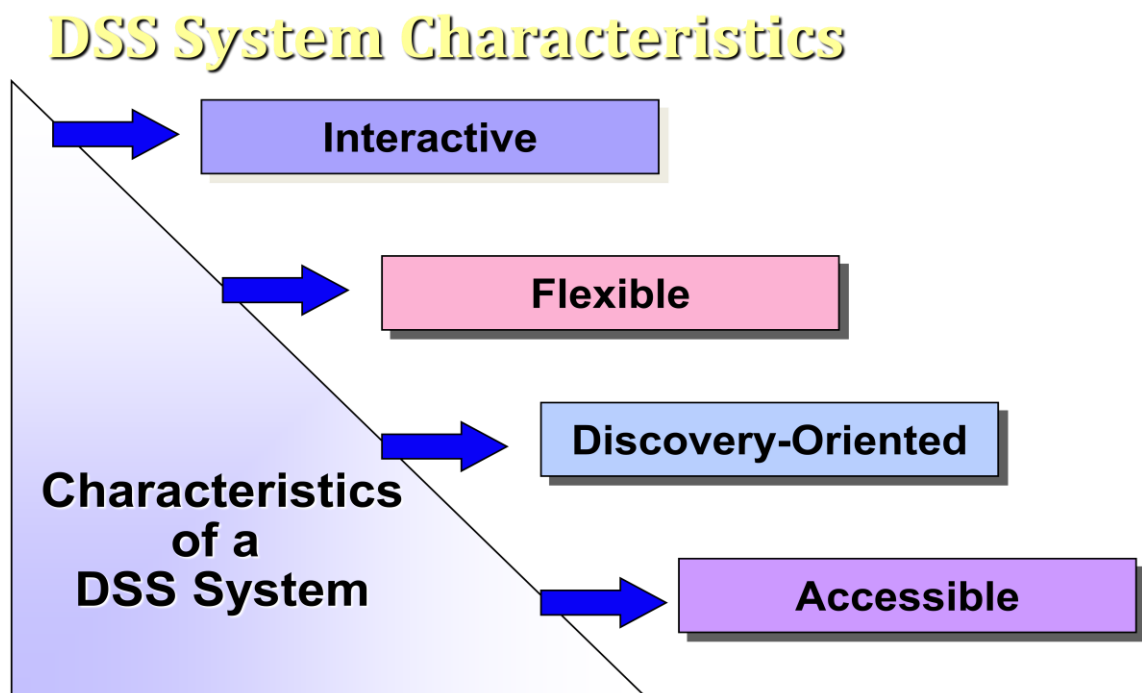 DSS System Characteristics
Interactive
Flexible
Discovery-Oriented
Characteristics
of a
DSS System
Accessible